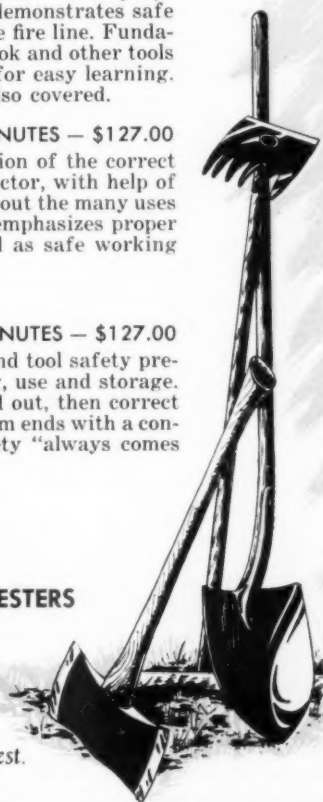 demonstrates safe
e fire line. Funda-
ok and other tools
for easy learning.
so covered.
NUTES — $127.00
ion of the correct
ctor, with help of
out the many uses
emphasizes proper
l as safe working
NUTES — $127.00
nd tool safety pre-
, use and storage.
d out, then correct
m ends with a con-
ety “always comes
ESTERS
est.